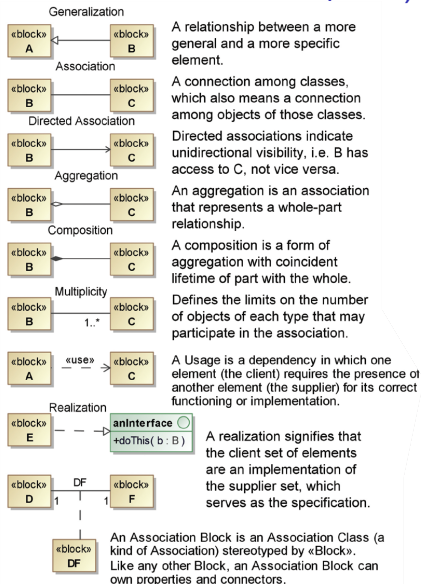 Generalization
«block»
A
«block»
B
A relationship between a more
general and a more specific
element.
Association
«block»
B
«block»
C
A connection among classes,
which also means a connection
among objects of those classes.
Directed Association
«block»
B
«block»
C
Directed associations indicate
unidirectional visibility, i.e. B has
access to C, not vice versa.
Aggregation
«block»
B
«block»
C
An aggregation is an association
that represents a whole-part
relationship.
Composition
«block»
B
«block»
C
A composition is a form of
aggregation with coincident
lifetime of part with the whole.
Multiplicity
«block»
B
1..*
«block»
C
Defines the limits on the number
of objects of each type that may
participate in the association.
«block»
A
«use»
«block»
C
A Usage is a dependency in which one
element (the client) requires the presence of
another element (the supplier) for its correct
functioning or implementation.
Realization
«block»
E
anInterface
+doThis( b : B )
A realization signifies that
the client set of elements
are an implementation of
the supplier set, which
serves as the specification.
«block»
D
1
DF
1
«block»
F
«block»
DF
An Association Block is an Association Class (a
kind of Association) stereotyped by «Block».
Like any other Block, an Association Block can
own properties and connectors.